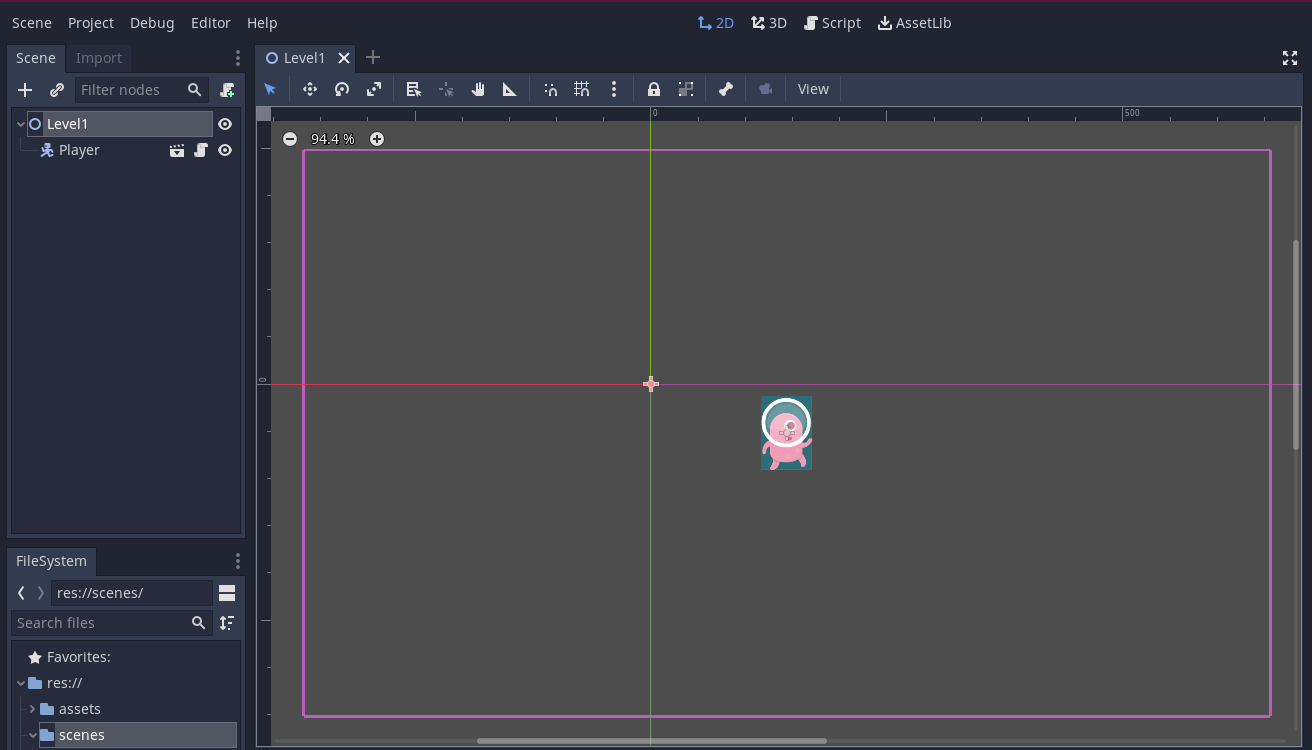 Scene Project Debug Editor Help 2D 3D Script AssetLib
Scene Import
Level1
Filter nodes
View
Level1
Player
0
500
94.4 %
0
FileSystem
res://scenes/
Search files
Favorites:
res://
assets
scenes